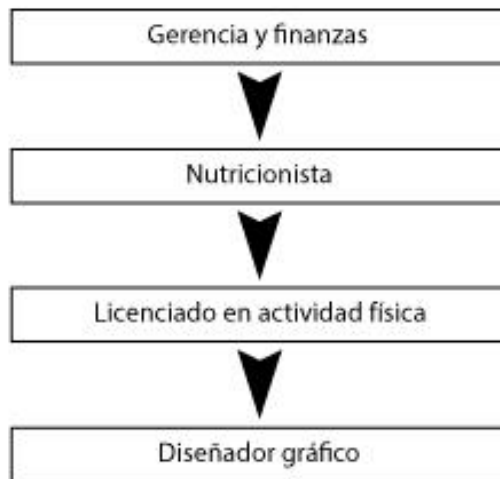 Gerencia y finanzas
Nutricionista
Licenciado en actividad física
Diseñador gráfico